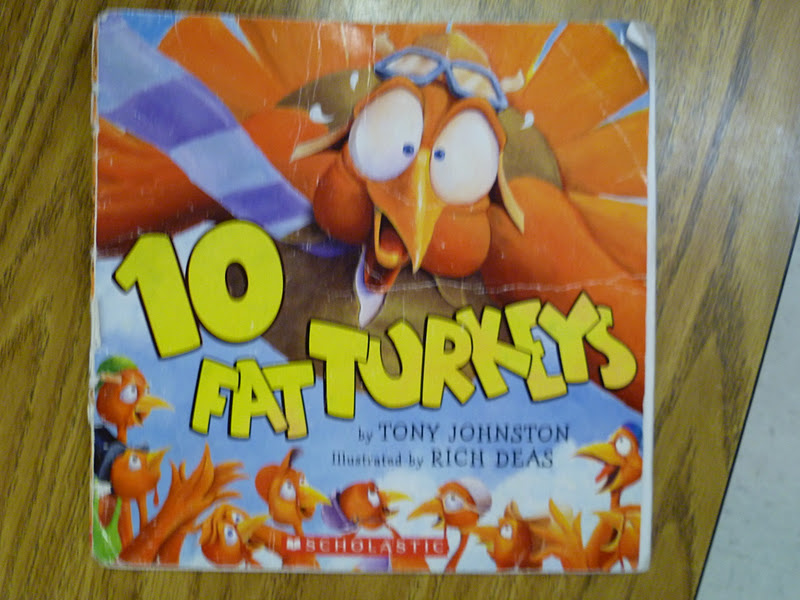 10
FAT TURKEYS
by TONY JOHNSTON
Illustrated by RICH DEAS
SCHOLASTIC